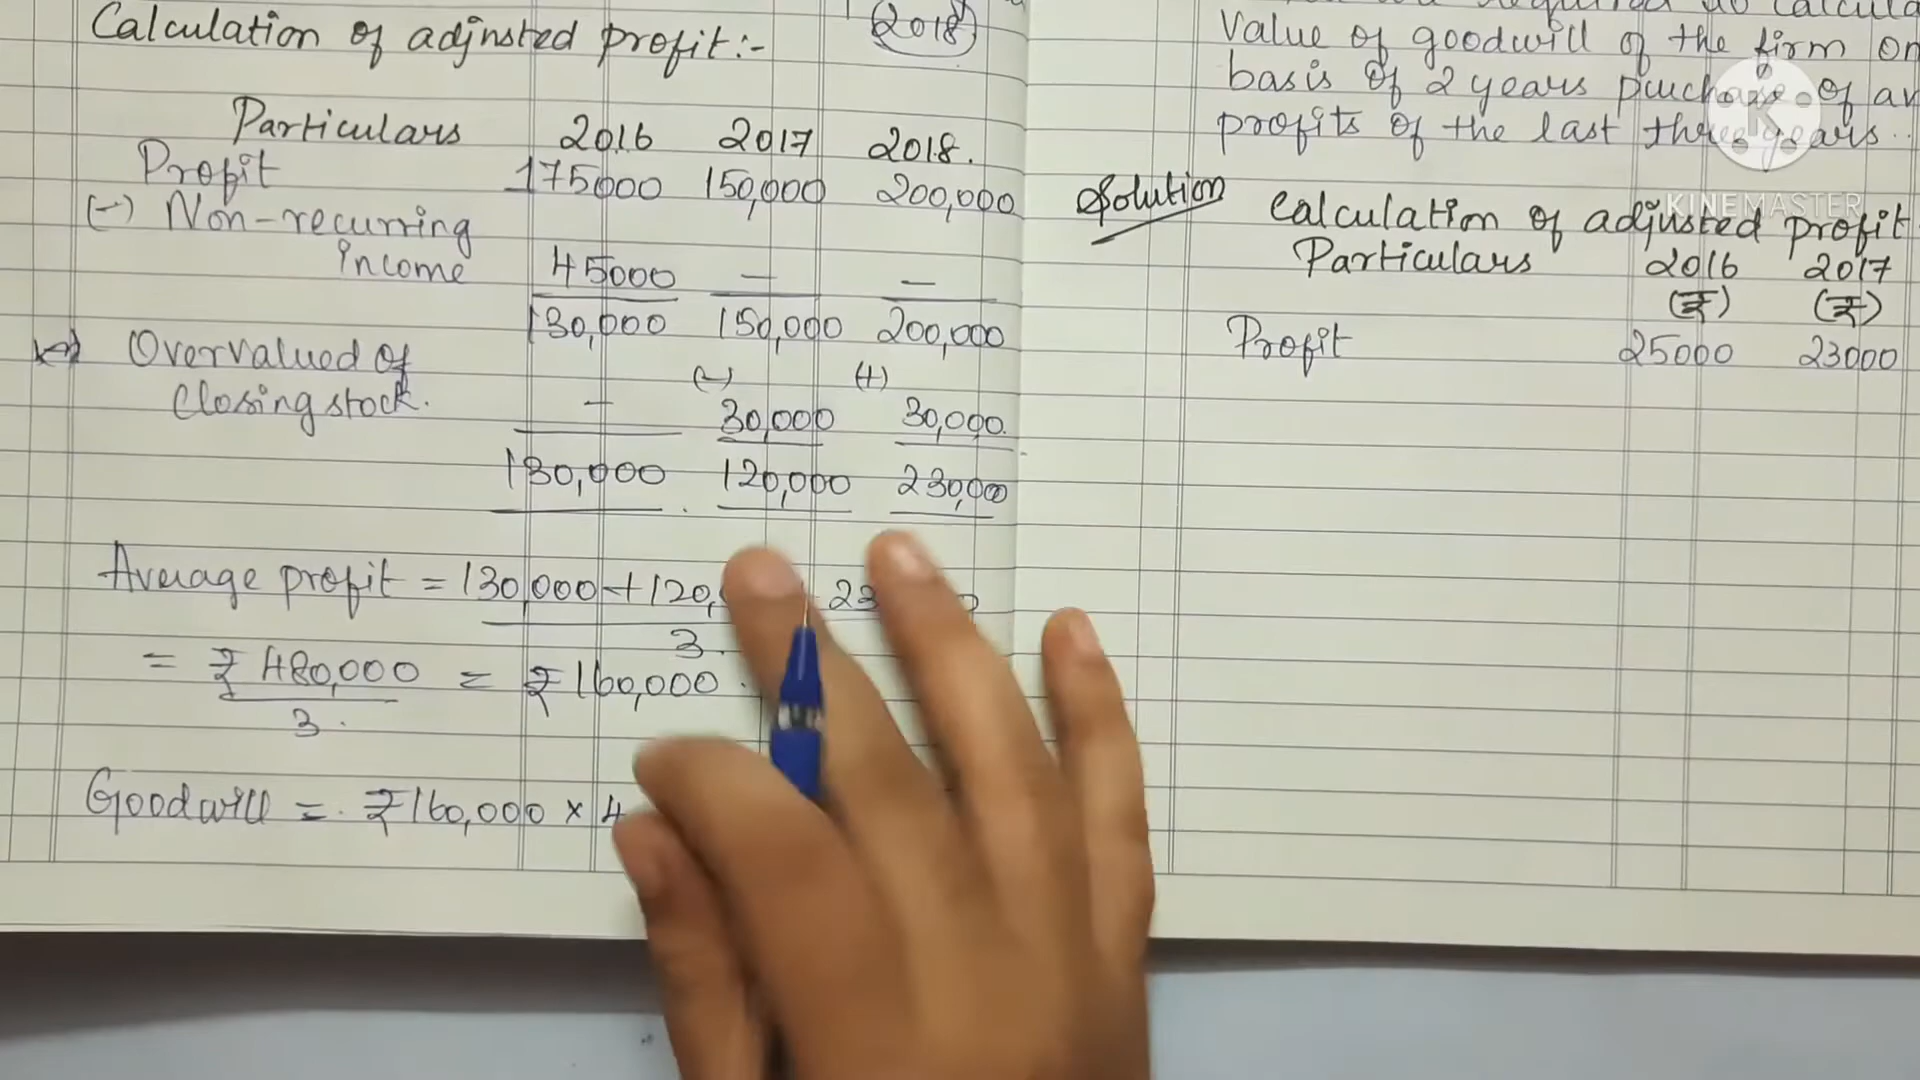 Calculation of adjusted profit:-
(2018)
Particulars 2016 2017 2018.
Profit 175000 150,000 200,000
(-) Non-recurring
income 45000 — —
130,000 150,000 200,000
Overvalued of (-) (+)
Closing stock. — 30,000 30,000.
130,000 120,000 230,000
Average profit = 130,000 + 120, 23
3.
= ₹ 480,000 = ₹ 160,000.
3.
Goodwill = ₹ 160,000 × 4
Value of goodwill of the firm on
basis of 2 years purchase of av
profits of the last three years.
KINEMASTER
Solution Calculation of adjusted profit
Particulars 2016 2017
(₹) (₹)
Profit 25000 23000